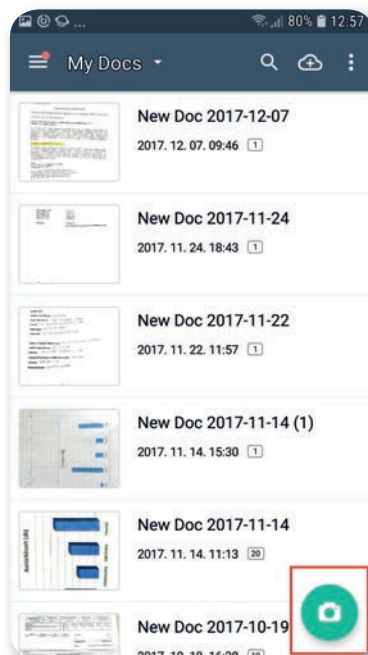 ... 80% 12:57
My Docs
New Doc 2017-12-07
2017. 12. 07. 09:46 1
New Doc 2017-11-24
2017. 11. 24. 18:43 1
New Doc 2017-11-22
2017. 11. 22. 11:57 1
New Doc 2017-11-14 (1)
2017. 11. 14. 15:30 1
New Doc 2017-11-14
2017. 11. 14. 11:13 20
New Doc 2017-10-19